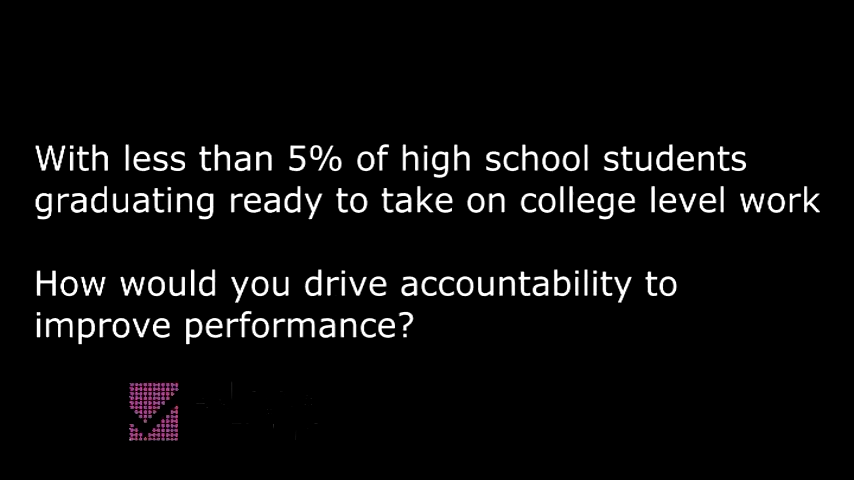 With less than 5% of high school students
graduating ready to take on college level work
How would you drive accountability to
improve performance?